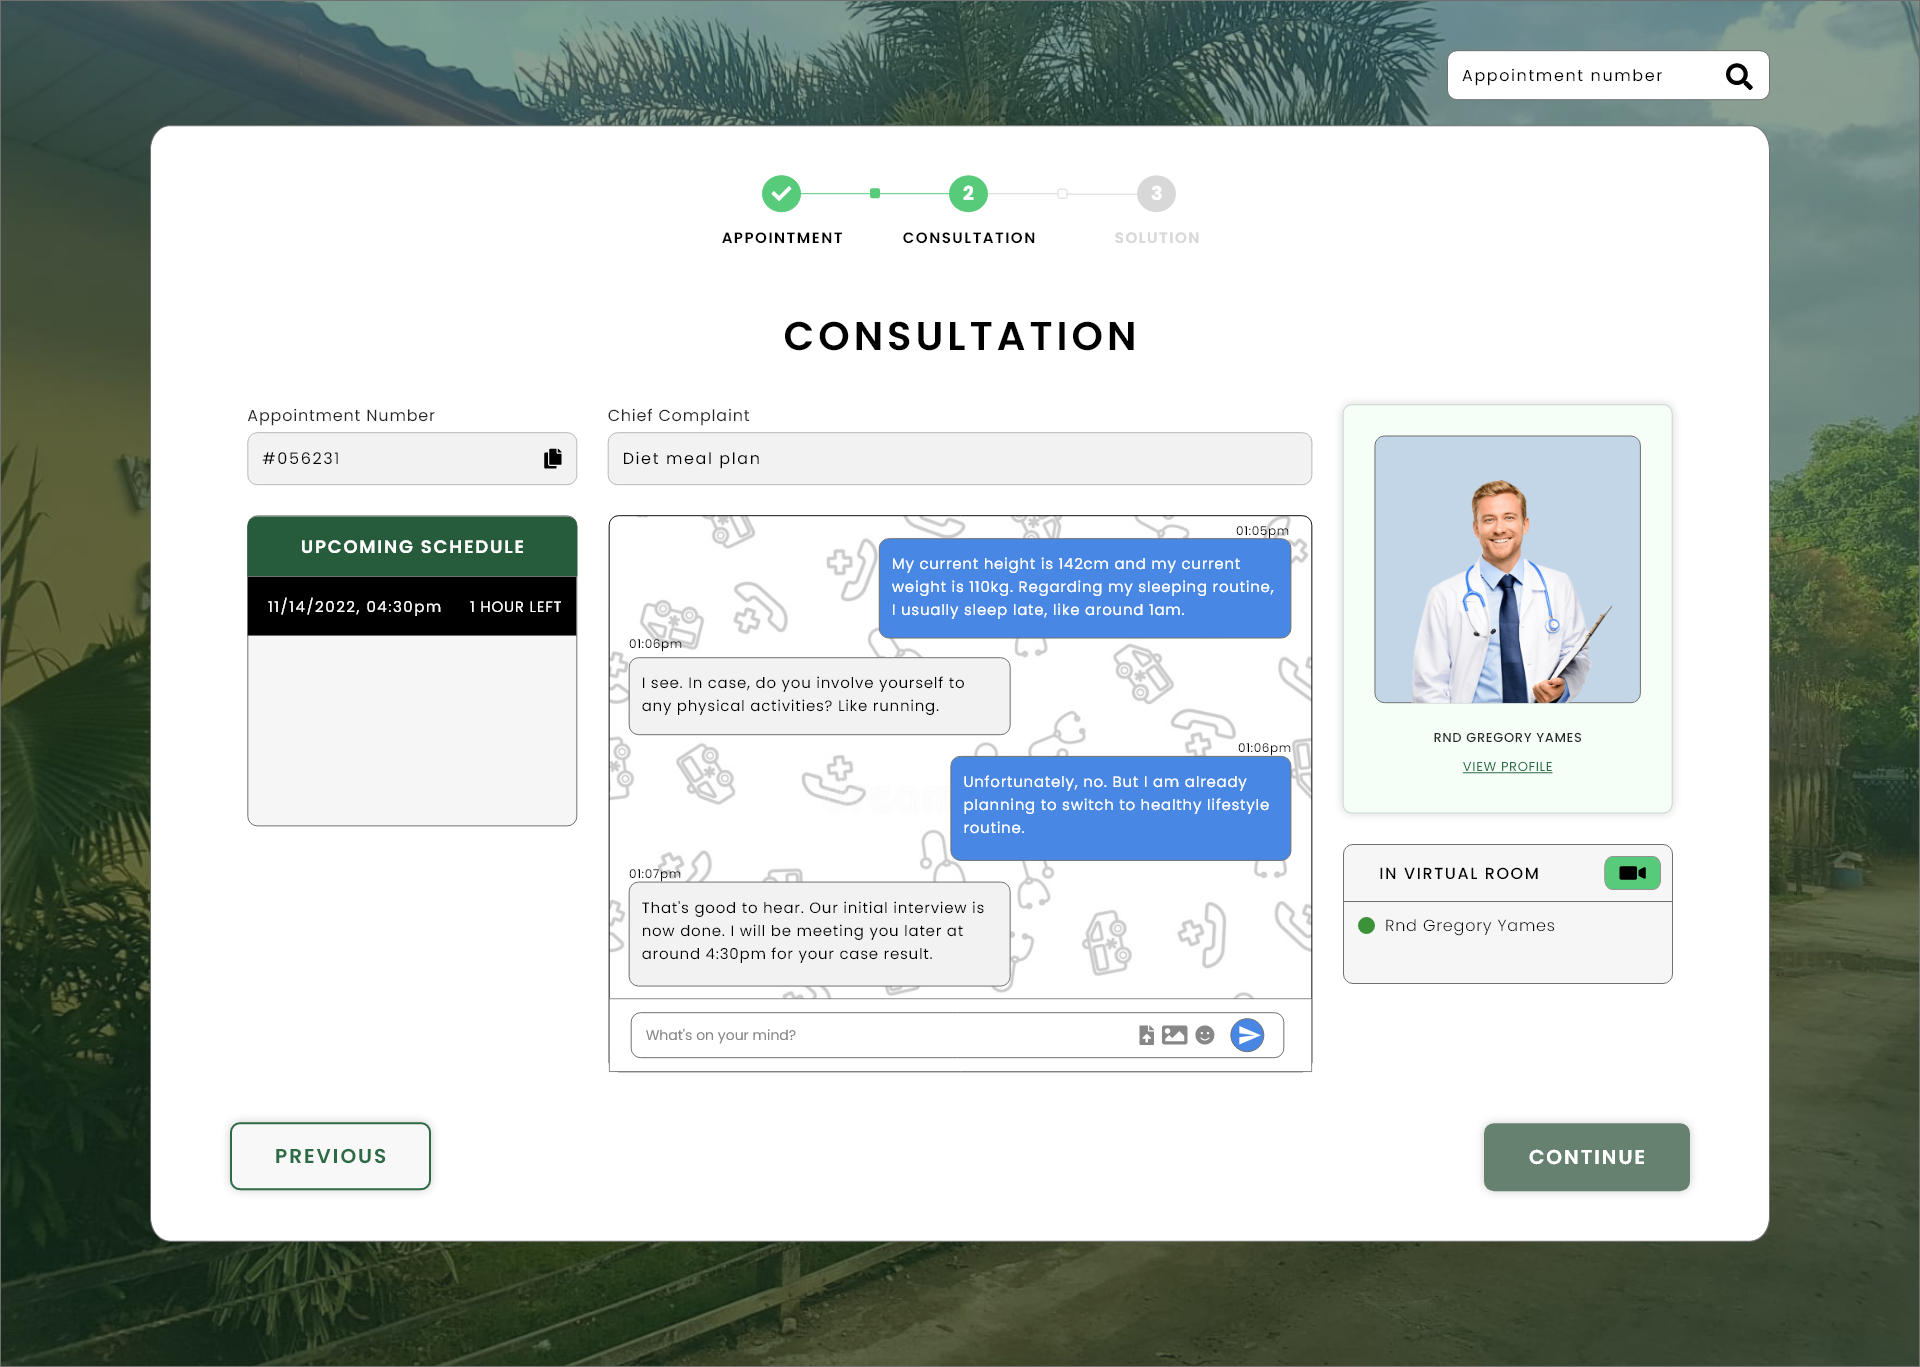 Appointment number
2
3
APPOINTMENT
CONSULTATION
SOLUTION
CONSULTATION
Appointment Number
#056231
UPCOMING SCHEDULE
11/14/2022, 04:30pm
1 HOUR LEFT
Chief Complaint
Diet meal plan
01:05pm
My current height is 142cm and my current
weight is 110kg. Regarding my sleeping routine,
I usually sleep late, like around 1am.
01:06pm
I see. In case, do you involve yourself to
any physical activities? Like running.
01:06pm
Unfortunately, no. But I am already
planning to switch to healthy lifestyle
routine.
01:07pm
That's good to hear. Our initial interview is
now done. I will be meeting you later at
around 4:30pm for your case result.
What's on your mind?
RND GREGORY YAMES
VIEW PROFILE
IN VIRTUAL ROOM
Rnd Gregory Yames
PREVIOUS
CONTINUE